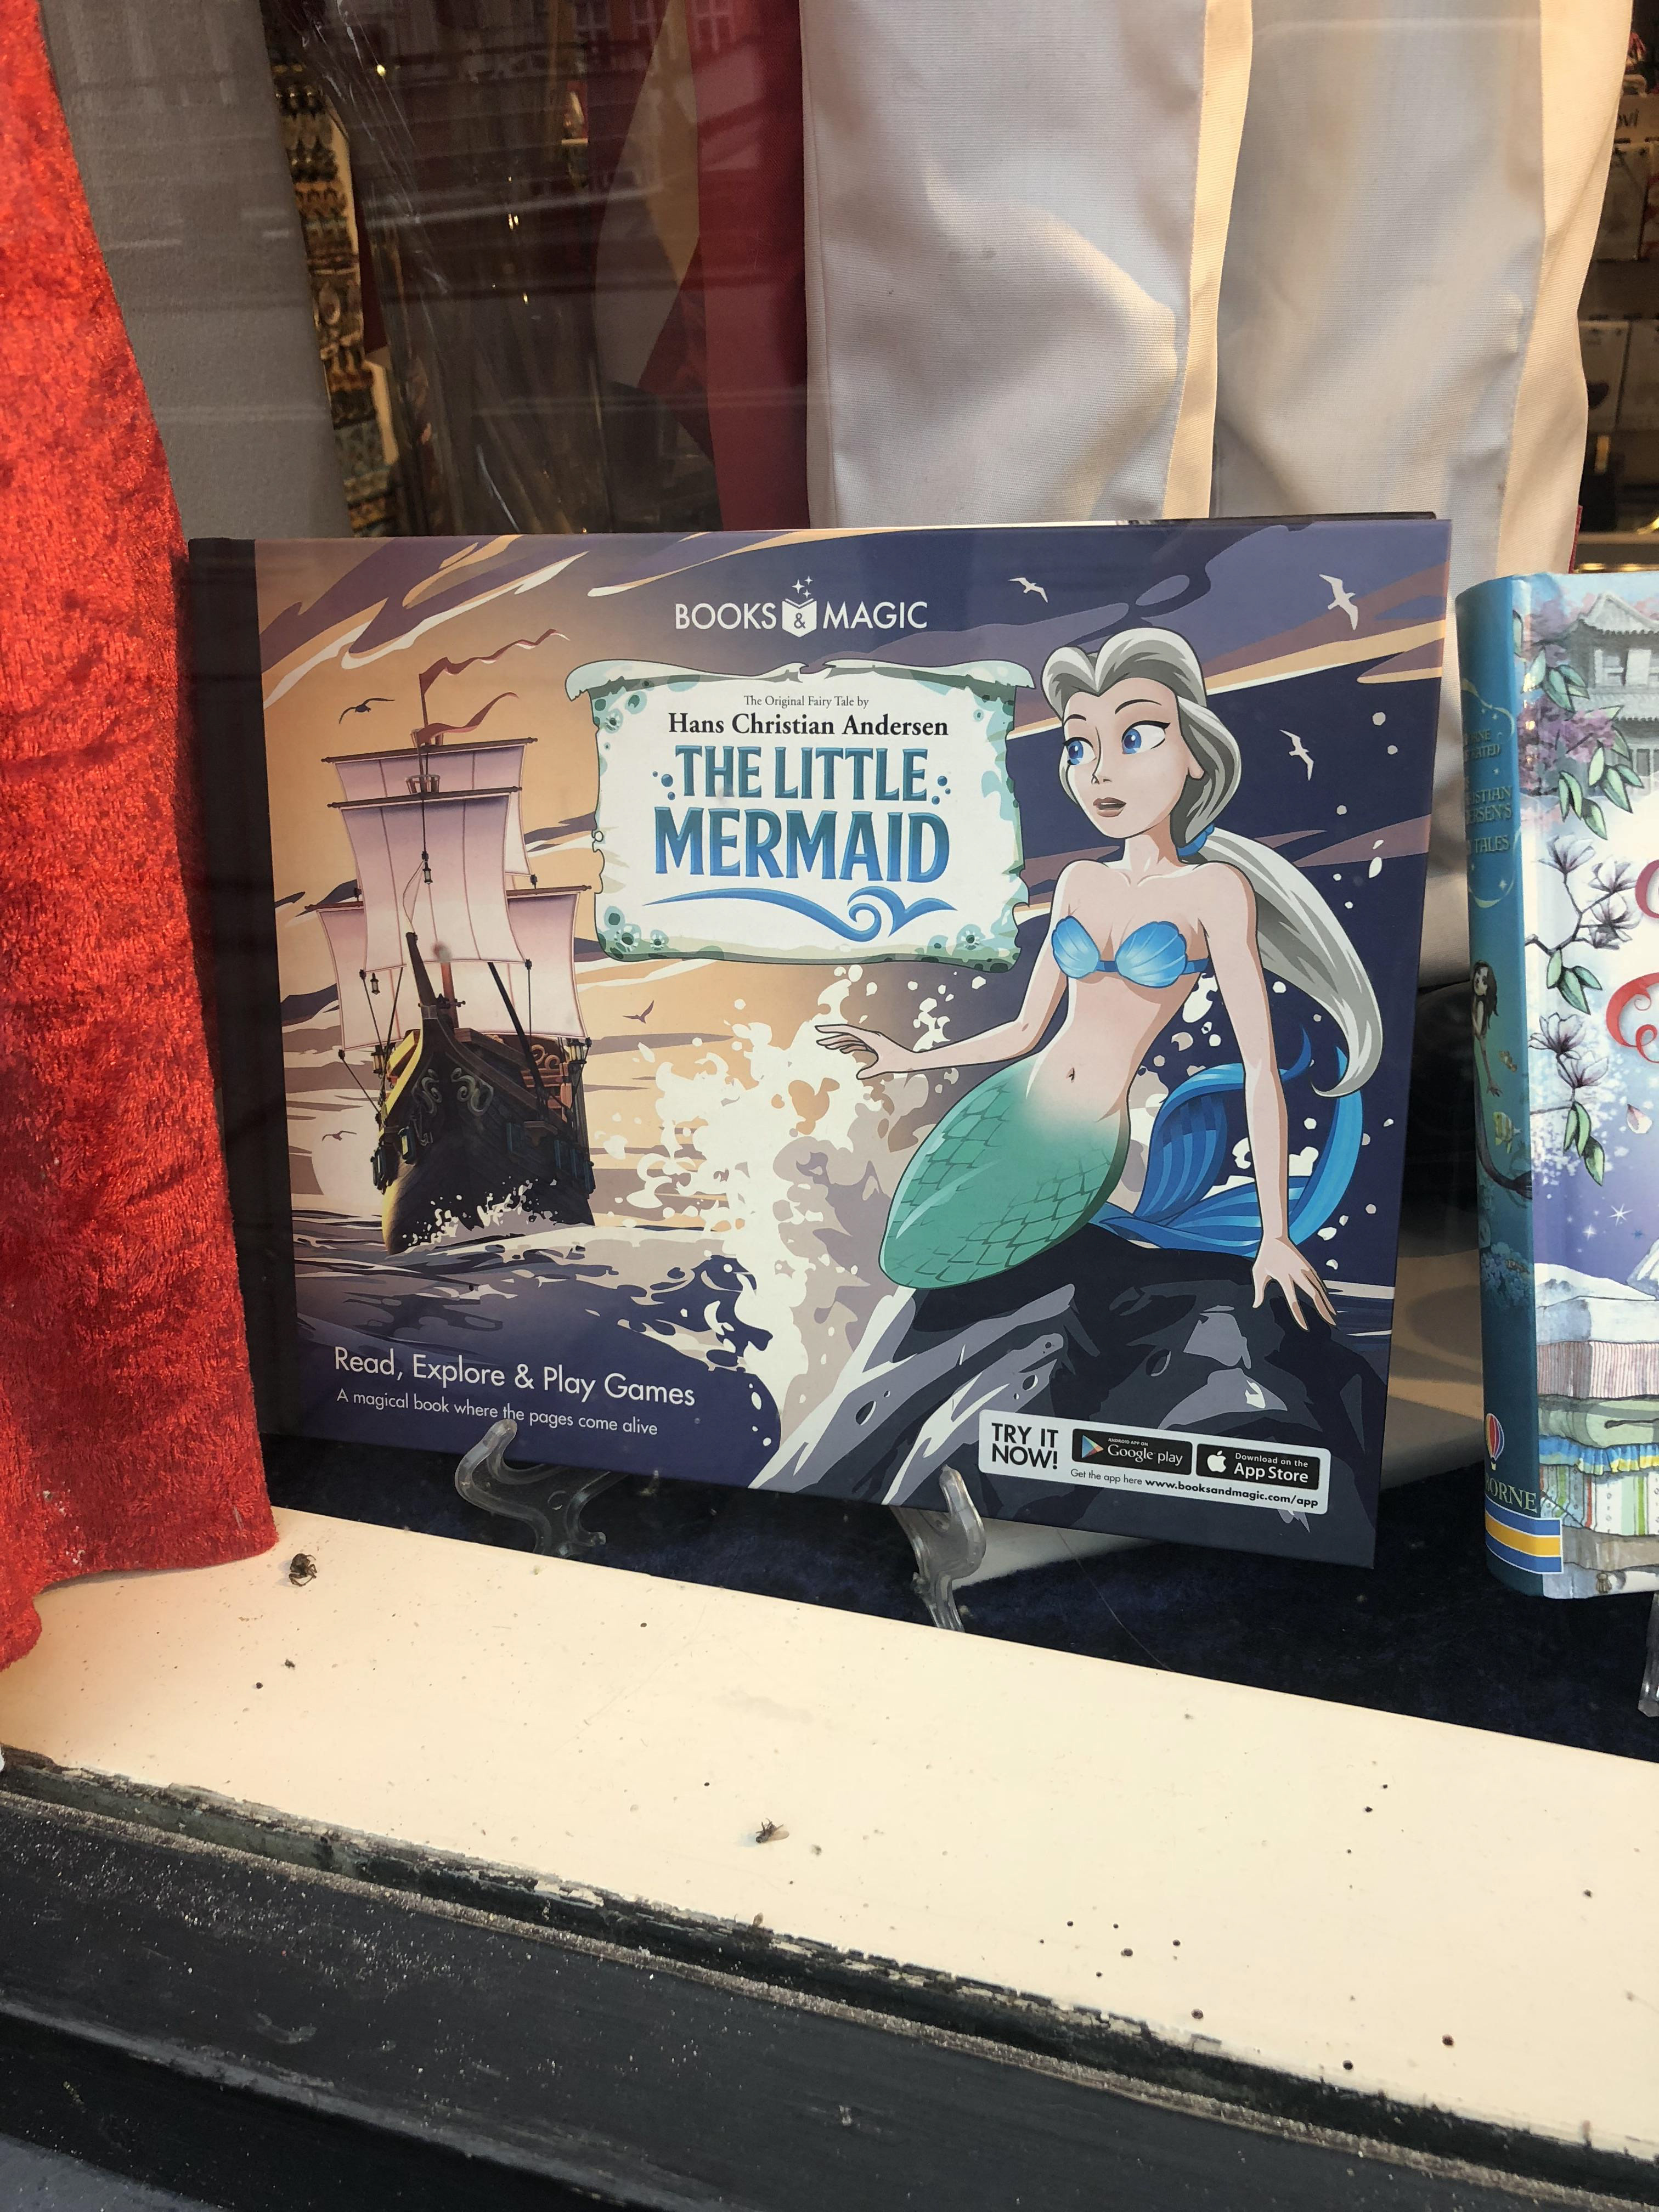 BOOKS & MAGIC
The Original Fairy Tale by
Hans Christian Andersen
THE LITTLE
MERMAID
Read, Explore & Play Games
A magical book where the pages come alive
TRY IT
NOW!
ANDROID APP ON
Google play
Download on the
App Store
Get the app here www.booksandmagic.com/app
TALES